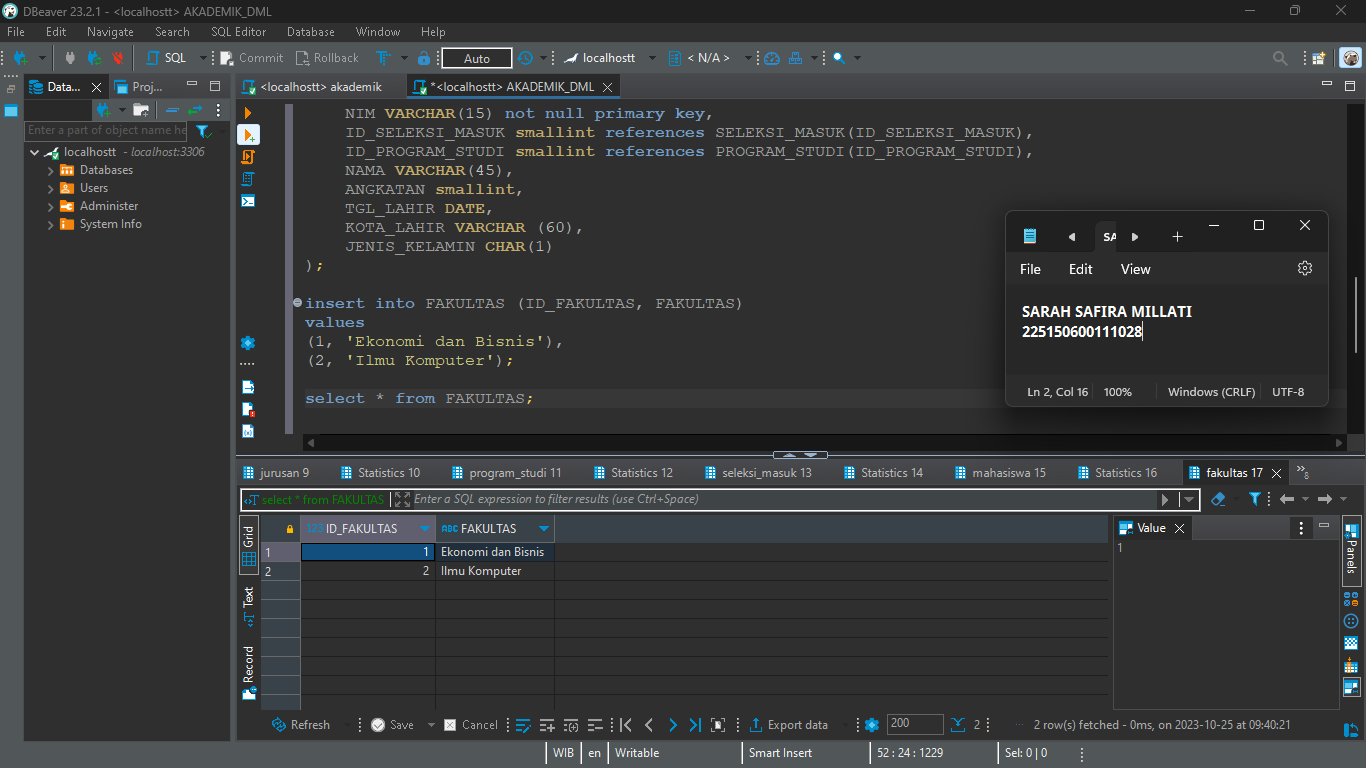 DBeaver 23.2.1 - <localhostt> AKADEMIK_DML
File Edit Navigate Search SQL Editor Database Window Help
SQL Commit Rollback Auto localhostt < N/A >
Data... Proj... <localhostt> akademik *<localhostt> AKADEMIK_DML
Enter a part of object name he
localhostt - localhost:3306
Databases
Users
Administer
System Info
NIM VARCHAR(15) not null primary key,
ID_SELEKSI_MASUK smallint references SELEKSI_MASUK(ID_SELEKSI_MASUK),
ID_PROGRAM_STUDI smallint references PROGRAM_STUDI(ID_PROGRAM_STUDI),
NAMA VARCHAR(45),
ANGKATAN smallint,
TGL_LAHIR DATE,
KOTA_LAHIR VARCHAR (60),
JENIS_KELAMIN CHAR(1)
);
insert into FAKULTAS (ID_FAKULTAS, FAKULTAS)
values
(1, 'Ekonomi dan Bisnis'),
(2, 'Ilmu Komputer');
select * from FAKULTAS;
SA
File Edit View
SARAH SAFIRA MILLATI
225150600111028
Ln 2, Col 16 100% Windows (CRLF) UTF-8
jurusan 9 Statistics 10 program_studi 11 Statistics 12 seleksi_masuk 13 Statistics 14 mahasiswa 15 Statistics 16 fakultas 17 »5
select * from FAKULTAS Enter a SQL expression to filter results (use Ctrl+Space)
Grid Text Record
123 ID_FAKULTAS ABC FAKULTAS
1 1 Ekonomi dan Bisnis
2 2 Ilmu Komputer
Value
1
Panels
Refresh Save Cancel Export data 200 2 2 row(s) fetched - 0ms, on 2023-10-25 at 09:40:21
WIB en Writable Smart Insert 52 : 24 : 1229 Sel: 0 | 0